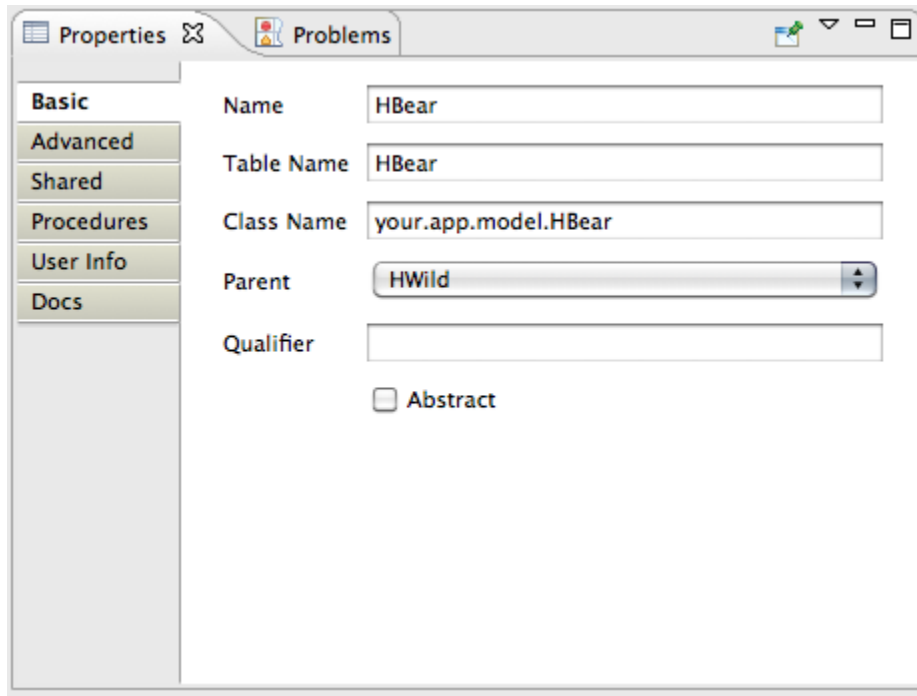 Properties Problems
Basic
Advanced
Shared
Procedures
User Info
Docs
Name HBear
Table Name HBear
Class Name your.app.model.HBear
Parent HWild
Qualifier
Abstract